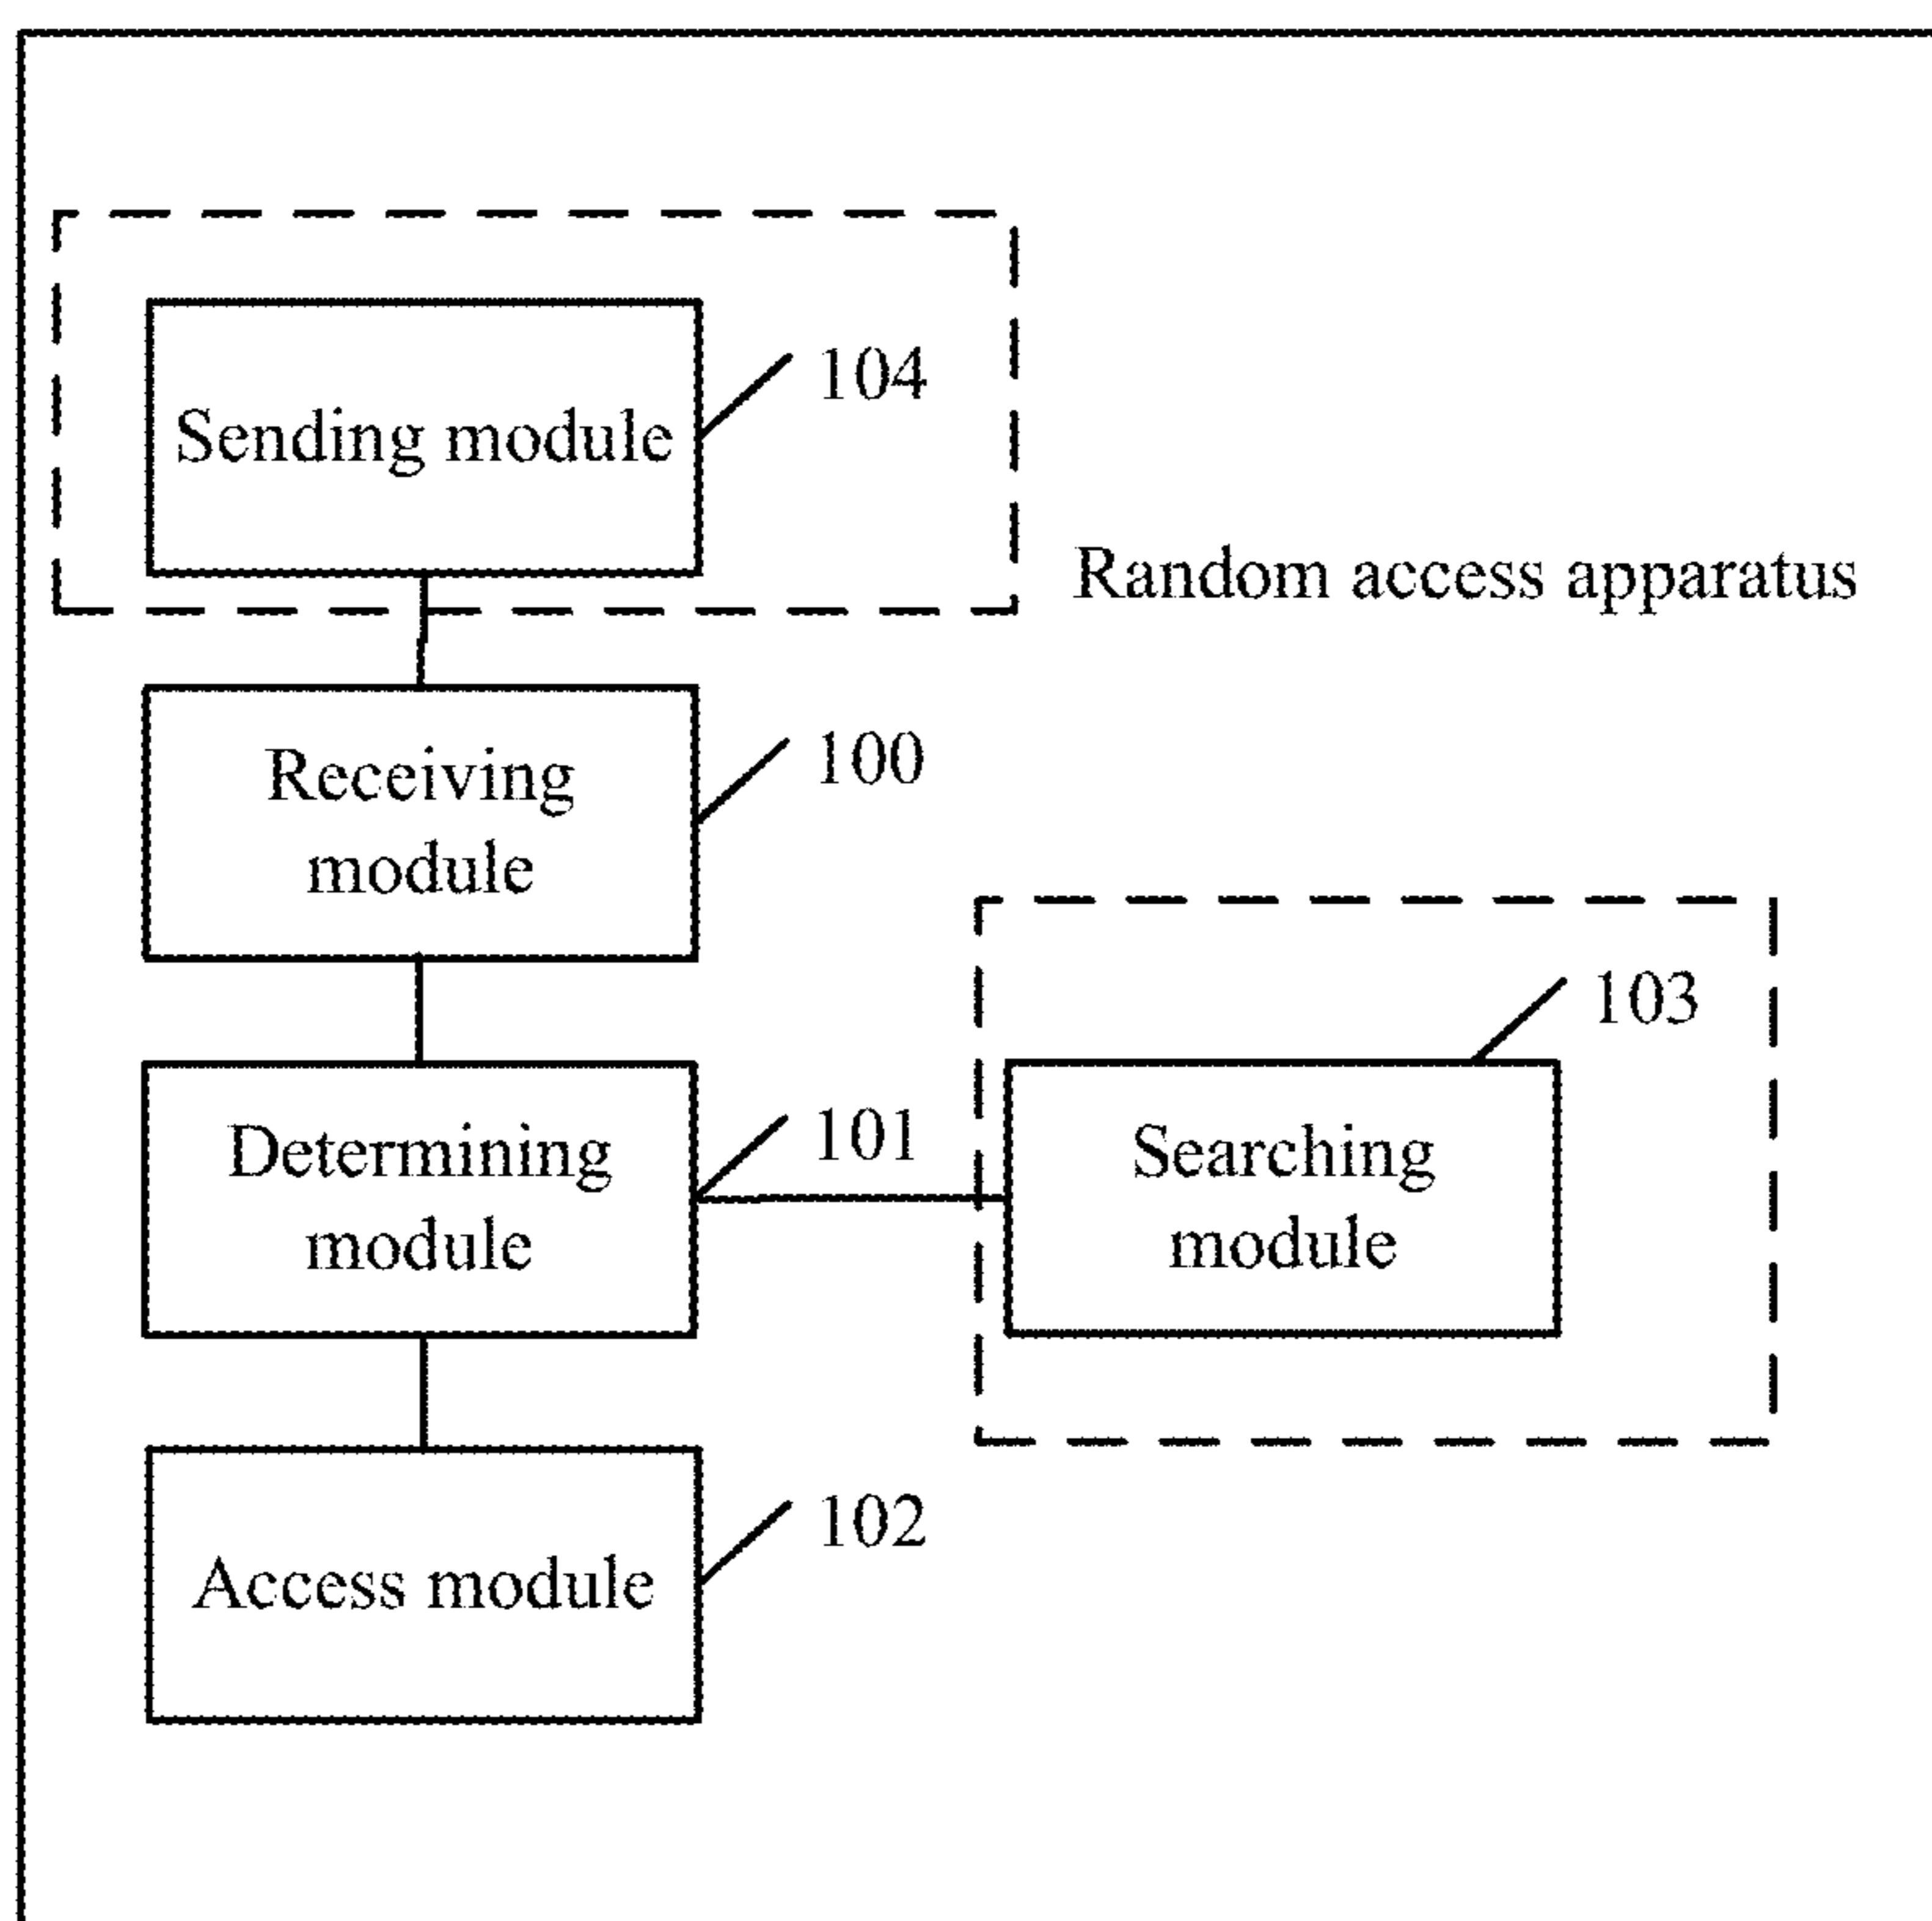 104
Sending module
Random access apparatus
Receiving
module
100
103
Determining
module
101
Searching
module
102
Access module